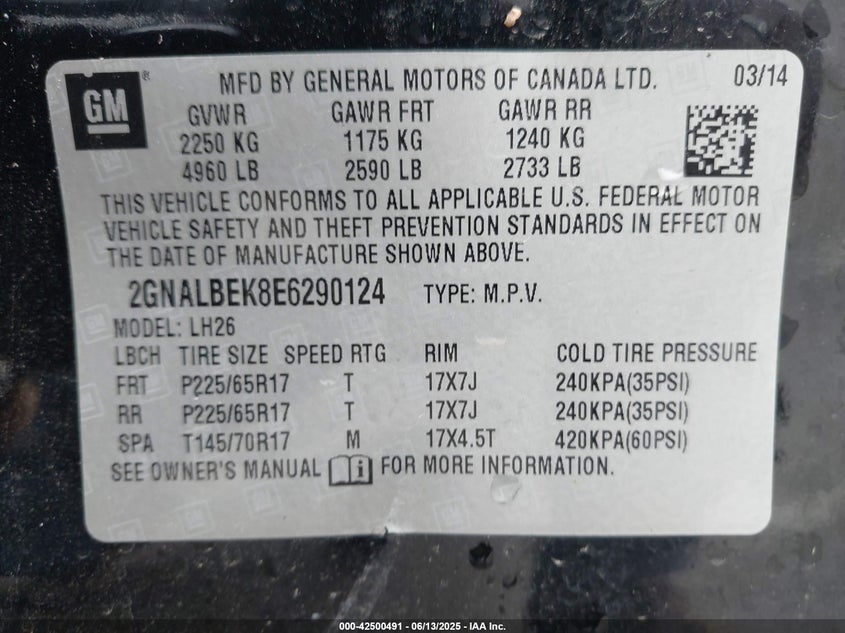 GM ® MFD BY GENERAL MOTORS OF CANADA LTD. 03/14
GVWR GAWR FRT GAWR RR
2250 KG 1175 KG 1240 KG
4960 LB 2590 LB 2733 LB
THIS VEHICLE CONFORMS TO ALL APPLICABLE U.S. FEDERAL MOTOR
VEHICLE SAFETY AND THEFT PREVENTION STANDARDS IN EFFECT ON
THE DATE OF MANUFACTURE SHOWN ABOVE.
2GNALBEK8E6290124 TYPE: M.P.V.
MODEL: LH26
LBCH TIRE SIZE SPEED RTG RIM COLD TIRE PRESSURE
FRT P225/65R17 T 17X7J 240KPA(35PSI)
RR P225/65R17 T 17X7J 240KPA(35PSI)
SPA T145/70R17 M 17X4.5T 420KPA(60PSI)
SEE OWNER'S MANUAL i FOR MORE INFORMATION.
000-42500491 - 06/13/2025 - IAA Inc.